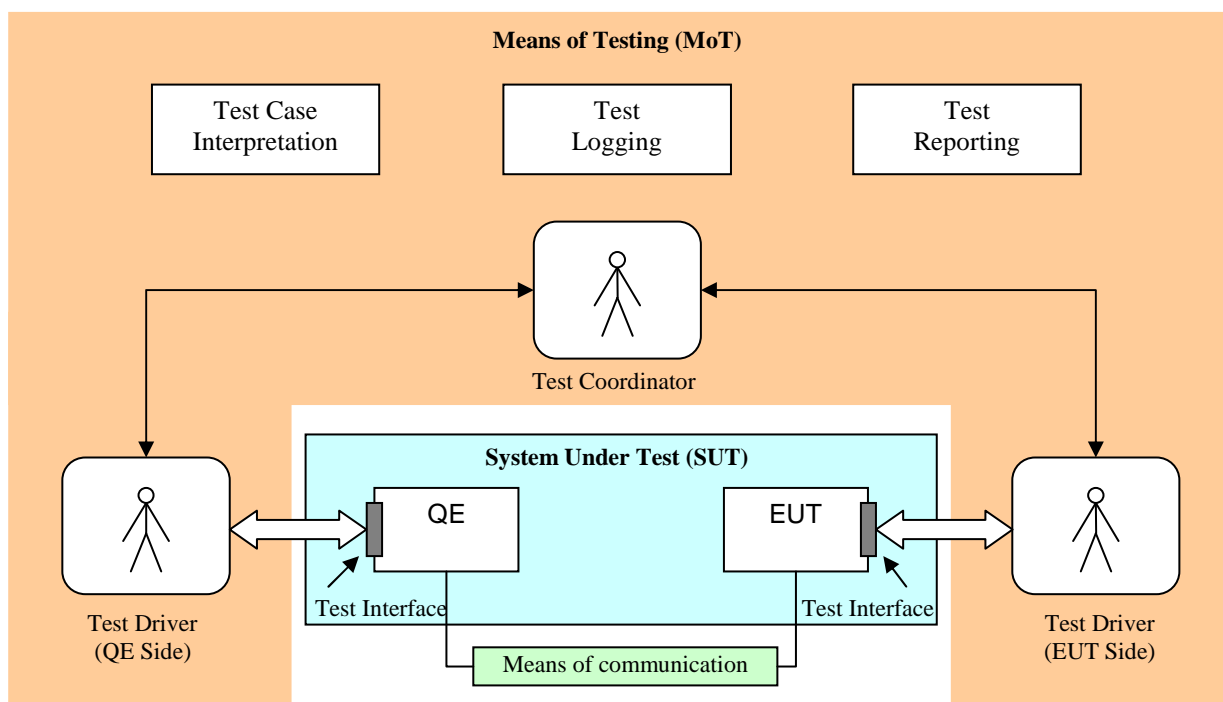 Means of Testing (MoT)
Test Case
Interpretation
Test
Logging
Test
Reporting
Test Coordinator
System Under Test (SUT)
QE
EUT
Test Interface
Test Interface
Test Driver
(QE Side)
Test Driver
(EUT Side)
Means of communication